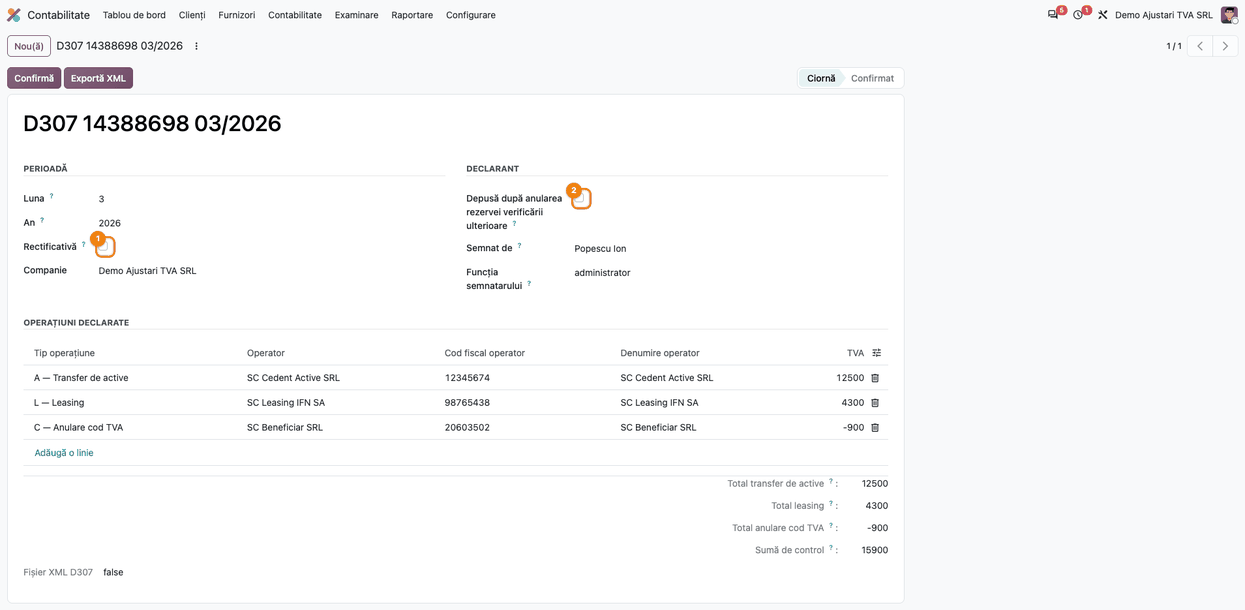 Contabilitate Tablou de bord Clienți Furnizori Contabilitate Examinare Raportare Configurare 5 1 Demo Ajustari TVA SRL
Nou(ă) D307 14388698 03/2026 1 / 1
Confirmă Exportă XML Ciornă Confirmat
D307 14388698 03/2026
PERIOADĂ
Luna ? 3
An ? 2026
Rectificativă ? 1
Companie Demo Ajustari TVA SRL
DECLARANT
Depusă după anularea 2
rezervei verificării
ulterioare ?
Semnat de ? Popescu Ion
Funcția administrator
semnatarului ?
OPERAȚIUNI DECLARATE
Tip operațiune Operator Cod fiscal operator Denumire operator TVA
A — Transfer de active SC Cedent Active SRL 12345674 SC Cedent Active SRL 12500
L — Leasing SC Leasing IFN SA 98765438 SC Leasing IFN SA 4300
C — Anulare cod TVA SC Beneficiar SRL 20603502 SC Beneficiar SRL -900
Adăugă o linie
Total transfer de active ? : 12500
Total leasing ? : 4300
Total anulare cod TVA ? : -900
Sumă de control ? : 15900
Fișier XML D307 false